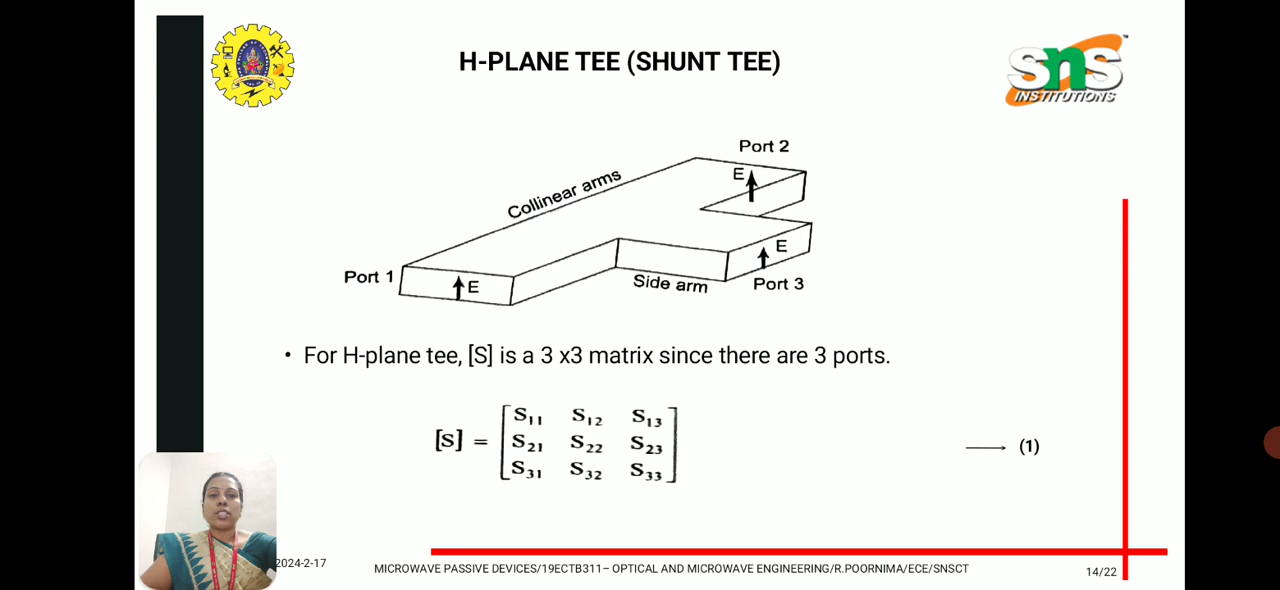 H-PLANE TEE (SHUNT TEE)
SNS
INSTITUTIONS
Port 2
E
Collinear arms
E
Port 1
E
Side arm
Port 3
• For H-plane tee, [S] is a 3 x3 matrix since there are 3 ports.
[S] = [ S11 S12 S13
S21 S22 S23
S31 S32 S33 ]
(1)
2024-2-17
MICROWAVE PASSIVE DEVICES/19ECTB311– OPTICAL AND MICROWAVE ENGINEERING/R.POORNIMA/ECE/SNSCT
14/22